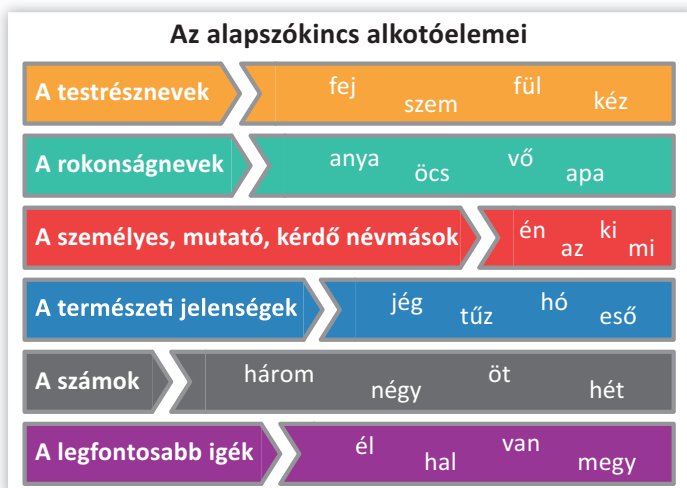 Az alapszókincs alkotóelemei
A testrésznevek fej szem fül kéz
A rokonságnevek anya öcs vő apa
A személyes, mutató, kérdő névmások én az ki mi
A természeti jelenségek jég tűz hó eső
A számok három négy öt hét
A legfontosabb igék él hal van megy